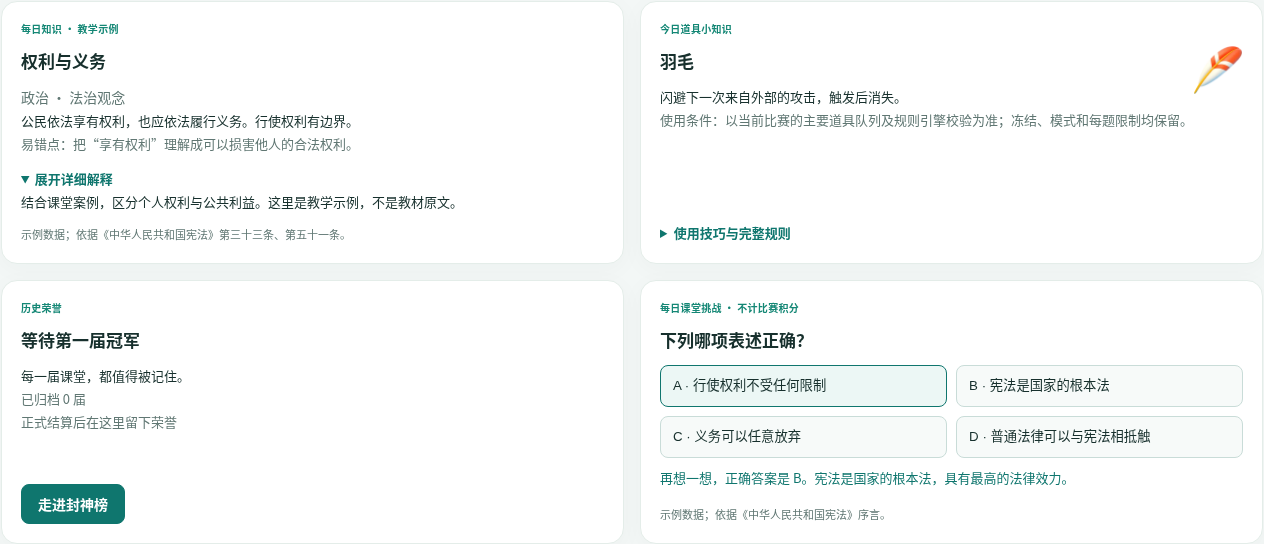 每日知识 · 教学示例
权利与义务
政治 · 法治观念
公民依法享有权利，也应依法履行义务。行使权利有边界。
易错点：把“享有权利”理解成可以损害他人的合法权利。
▼ 展开详细解释
结合课堂案例，区分个人权利与公共利益。这里是教学示例，不是教材原文。
示例数据；依据《中华人民共和国宪法》第三十三条、第五十一条。
今日道具小知识
羽毛
闪避下一次来自外部的攻击，触发后消失。
使用条件：以当前比赛的主要道具队列及规则引擎校验为准；冻结、模式和每题限制均保留。
▶ 使用技巧与完整规则
历史荣誉
等待第一届冠军
每一届课堂，都值得被记住。
已归档 0 届
正式结算后在这里留下荣誉
走进封神榜
每日课堂挑战 · 不计比赛积分
下列哪项表述正确？
A · 行使权利不受任何限制
B · 宪法是国家的根本法
C · 义务可以任意放弃
D · 普通法律可以与宪法相抵触
再想一想，正确答案是 B。宪法是国家的根本法，具有最高的法律效力。
示例数据；依据《中华人民共和国宪法》序言。